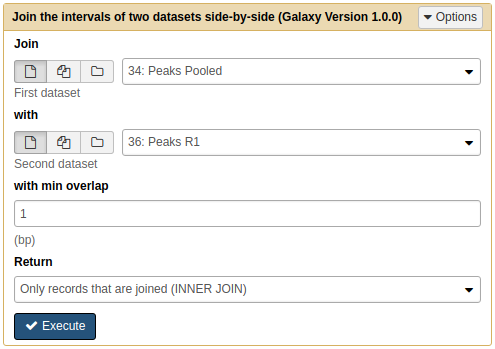 Join the intervals of two datasets side-by-side (Galaxy Version 1.0.0)
Options
Join
34: Peaks Pooled
First dataset
with
36: Peaks R1
Second dataset
with min overlap
1
(bp)
Return
Only records that are joined (INNER JOIN)
Execute